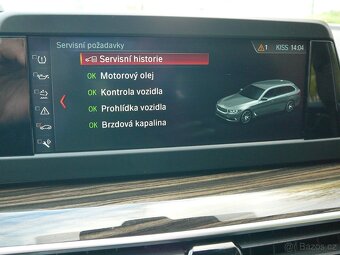 Servisní požadavky
1 KISS 14:04
Servisní historie
OK Motorový olej
OK Kontrola vozidla
OK Prohlídka vozidla
OK Brzdová kapalina
© Bazos.cz